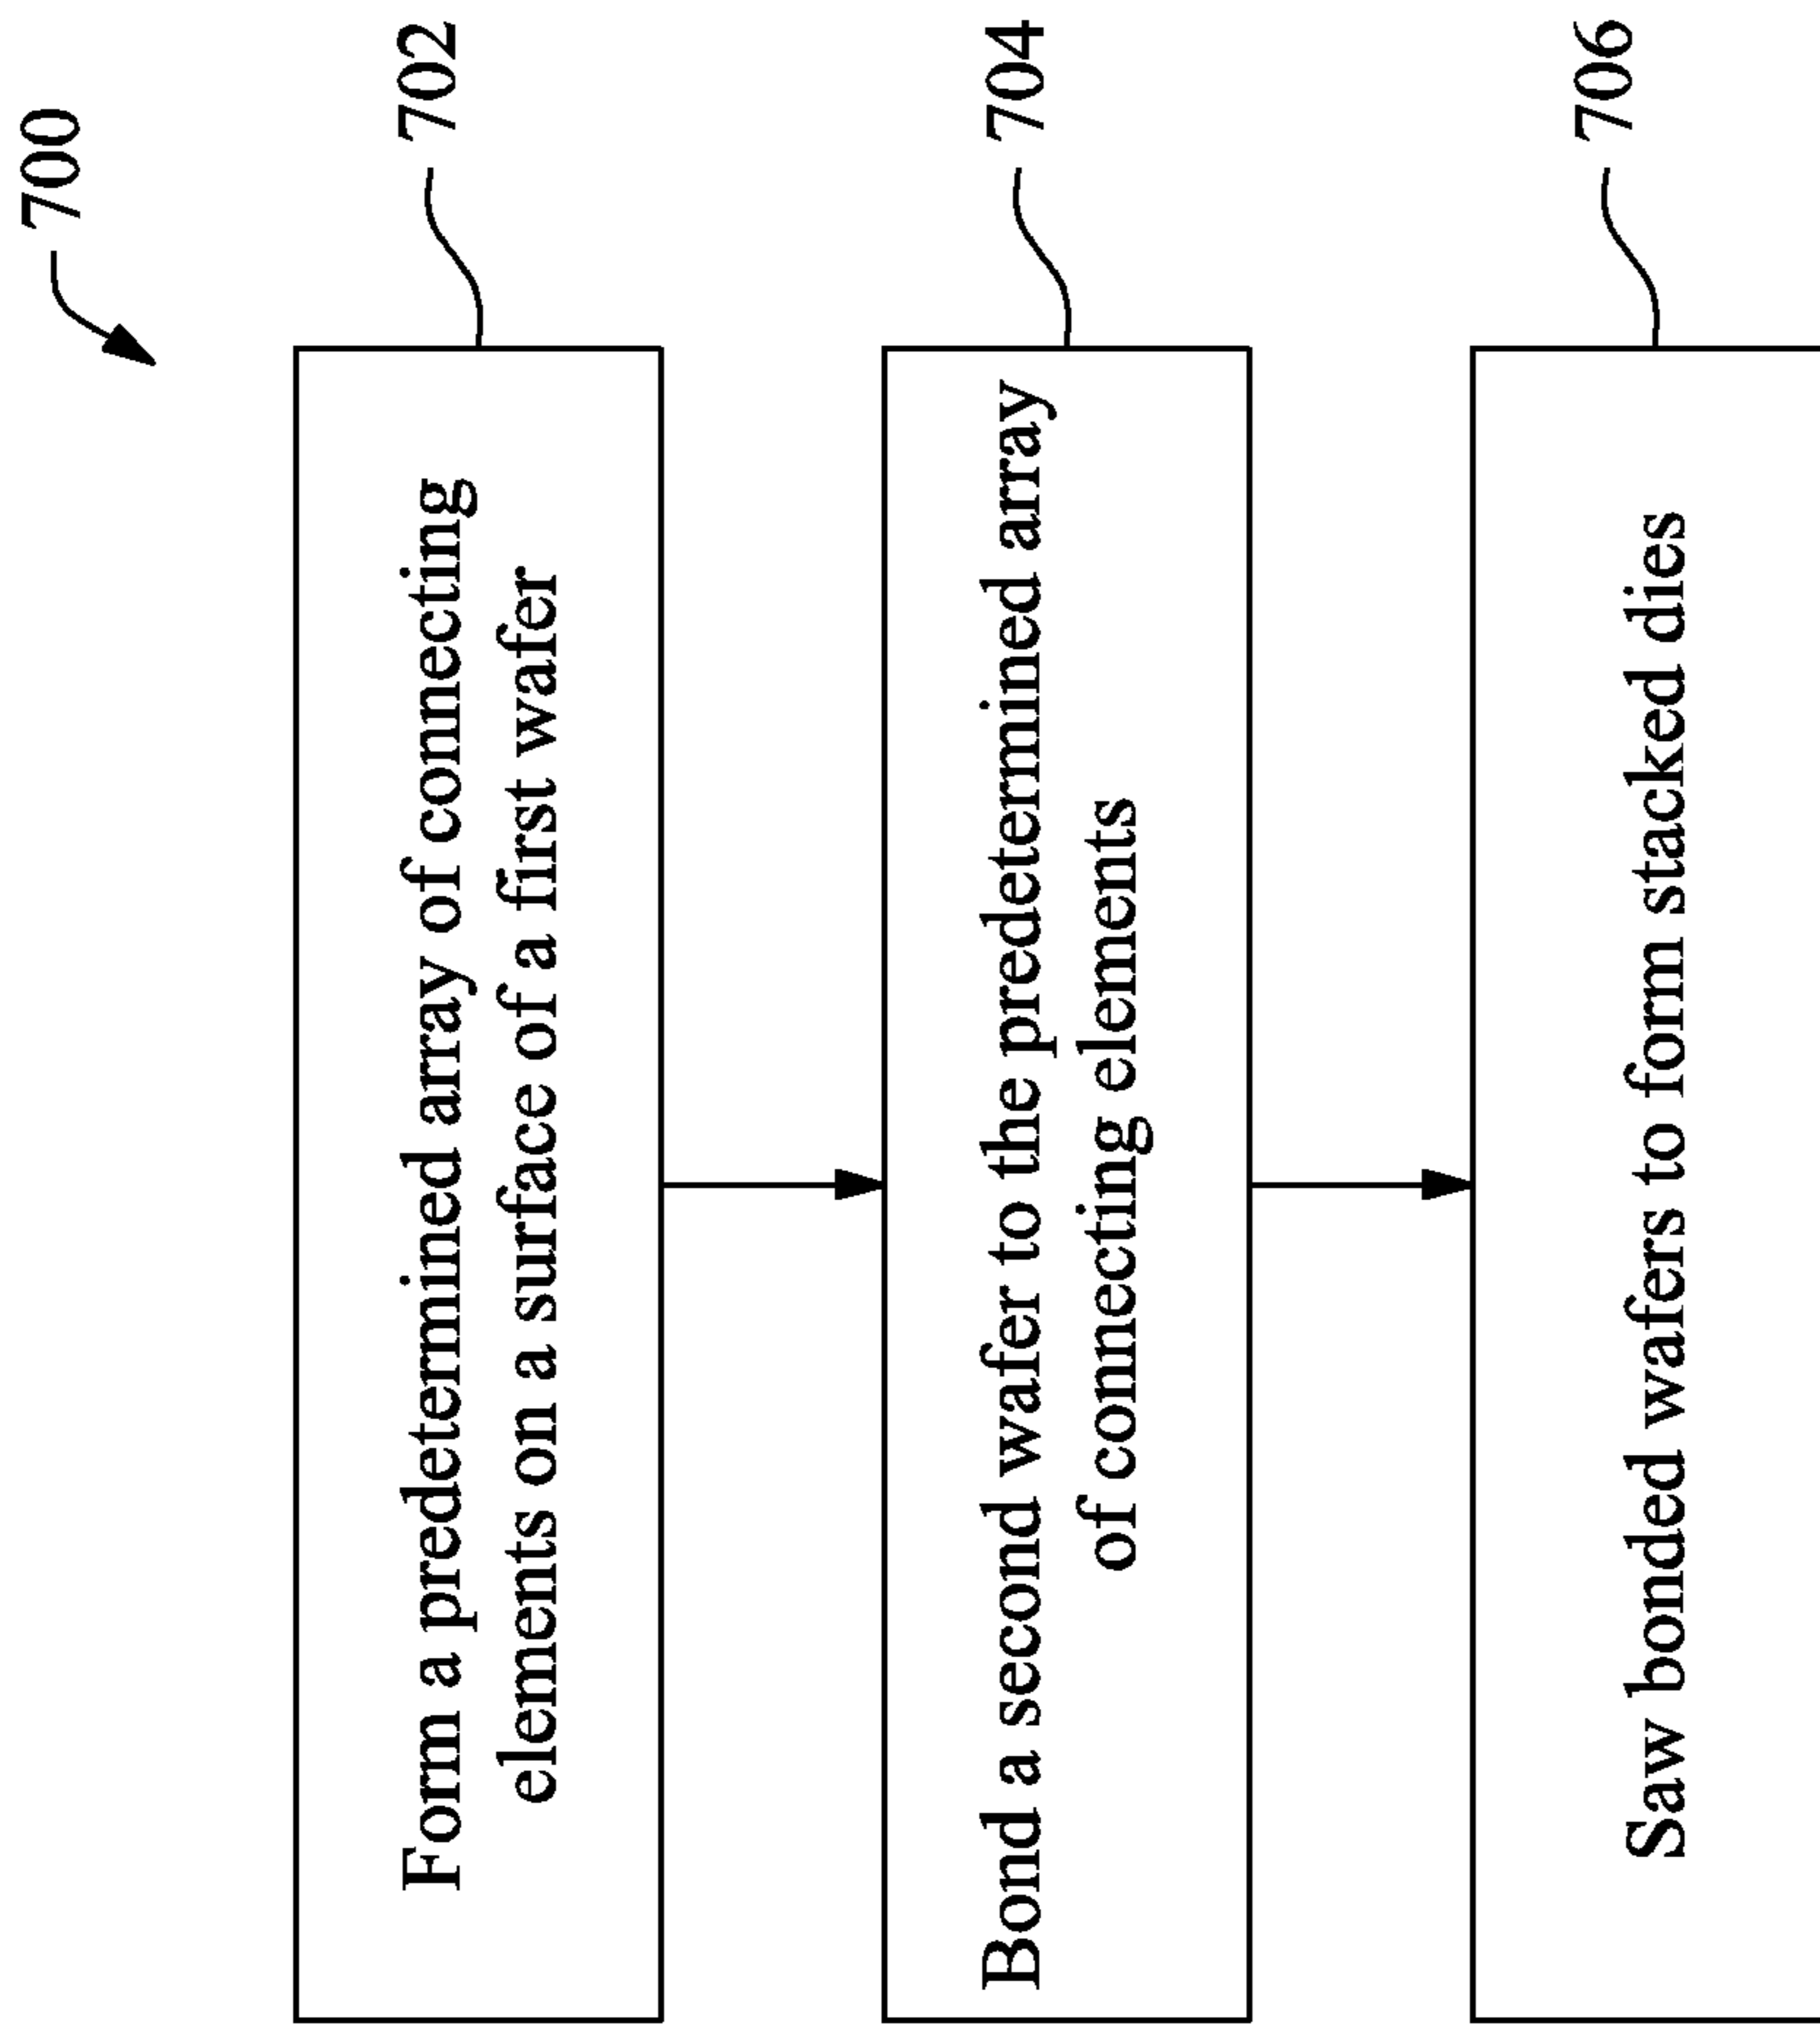 700
702
Form a predetermined array of connecting
elements on a surface of a first wafer
704
Bond a second wafer to the predetermined array
of connecting elements
706
Saw bonded wafers to form stacked dies